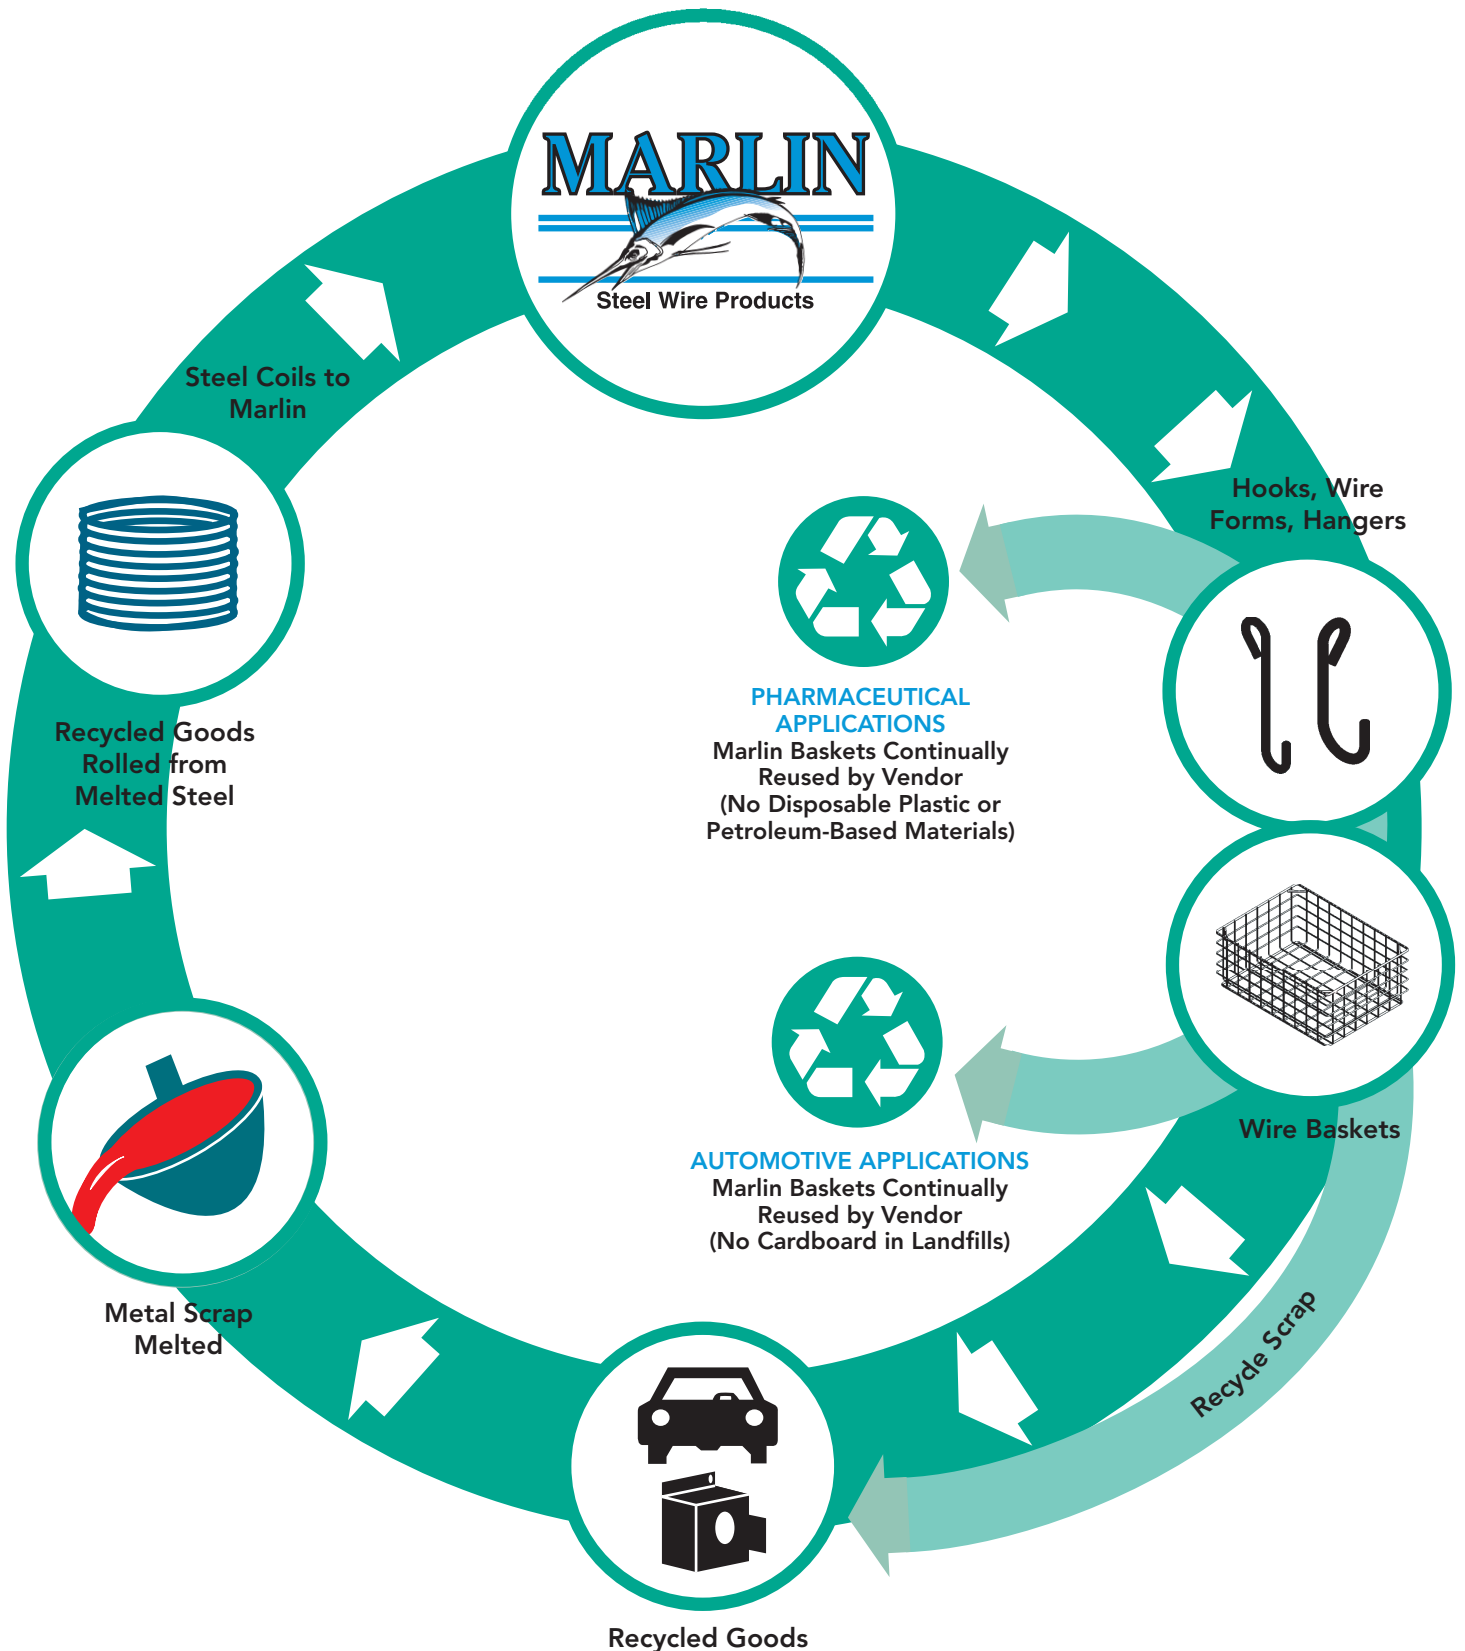 MARLIN
Steel Wire Products
Steel Coils to
Marlin
Hooks, Wire
Forms, Hangers
PHARMACEUTICAL
APPLICATIONS
Marlin Baskets Continually
Reused by Vendor
(No Disposable Plastic or
Petroleum-Based Materials)
Recycled Goods
Rolled from
Melted Steel
Wire Baskets
AUTOMOTIVE APPLICATIONS
Marlin Baskets Continually
Reused by Vendor
(No Cardboard in Landfills)
Recycle Scrap
Metal Scrap
Melted
Recycled Goods